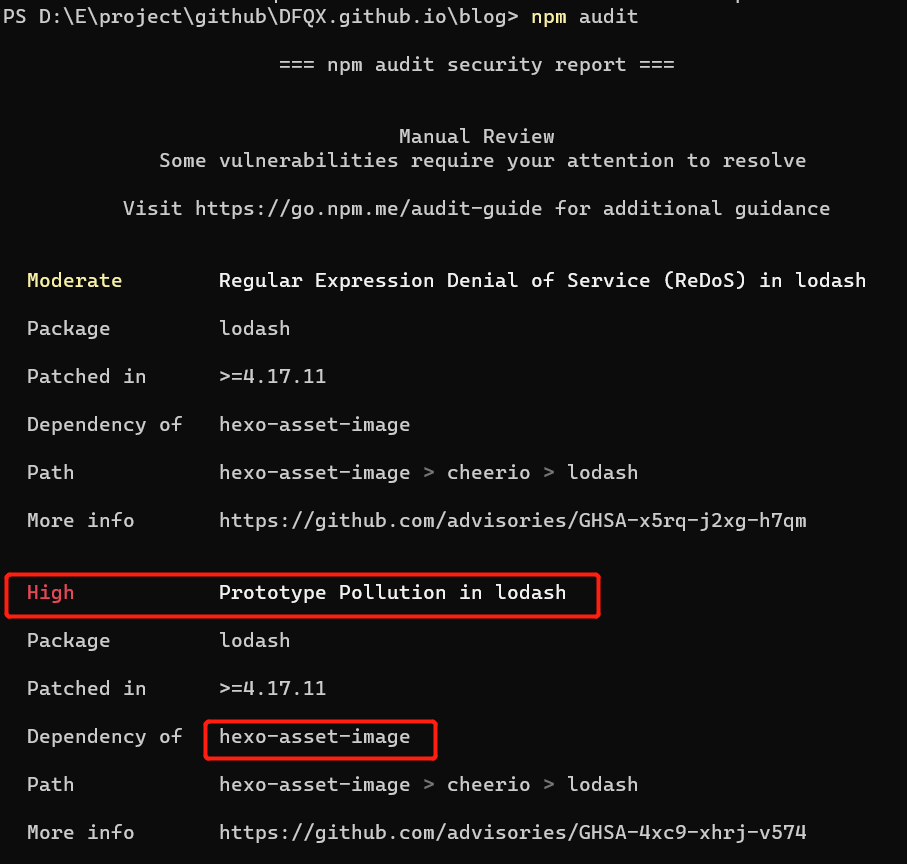 PS D:\E\project\github\DFQX.github.io\blog> npm audit
=== npm audit security report ===
Manual Review
Some vulnerabilities require your attention to resolve
Visit https://go.npm.me/audit-guide for additional guidance
Moderate Regular Expression Denial of Service (ReDoS) in lodash
Package lodash
Patched in >=4.17.11
Dependency of hexo-asset-image
Path hexo-asset-image > cheerio > lodash
More info https://github.com/advisories/GHSA-x5rq-j2xg-h7qm
High Prototype Pollution in lodash
Package lodash
Patched in >=4.17.11
Dependency of hexo-asset-image
Path hexo-asset-image > cheerio > lodash
More info https://github.com/advisories/GHSA-4xc9-xhrj-v574